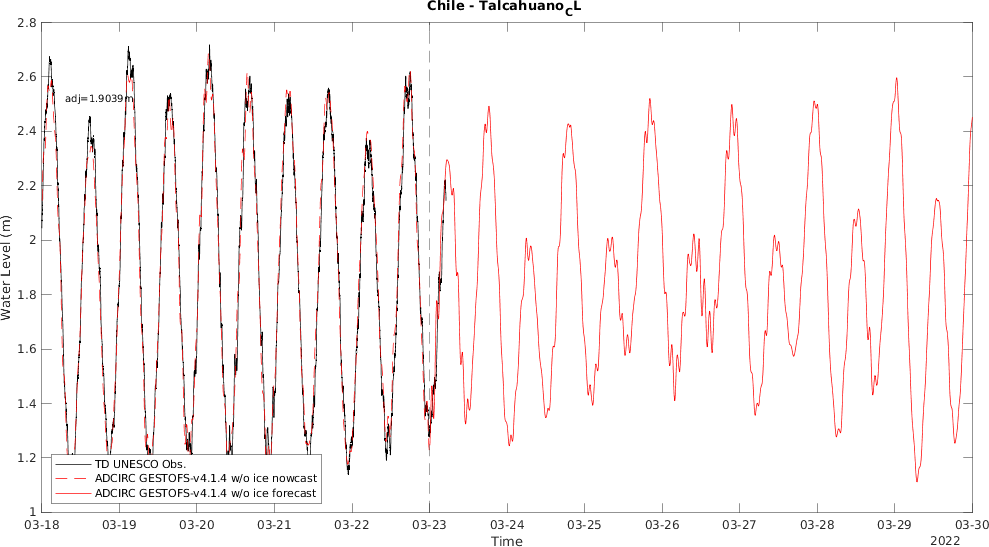 Chile - Talcahuano_CL
2.8
2.6
adj=1.9039m
2.4
2.2
2
1.8
1.6
1.4
1.2
1
Water Level (m)
TD UNESCO Obs.
ADCIRC GESTOFS-v4.1.4 w/o ice nowcast
ADCIRC GESTOFS-v4.1.4 w/o ice forecast
03-18 03-19 03-20 03-21 03-22 03-23 03-24 03-25 03-26 03-27 03-28 03-29 03-30
Time
2022